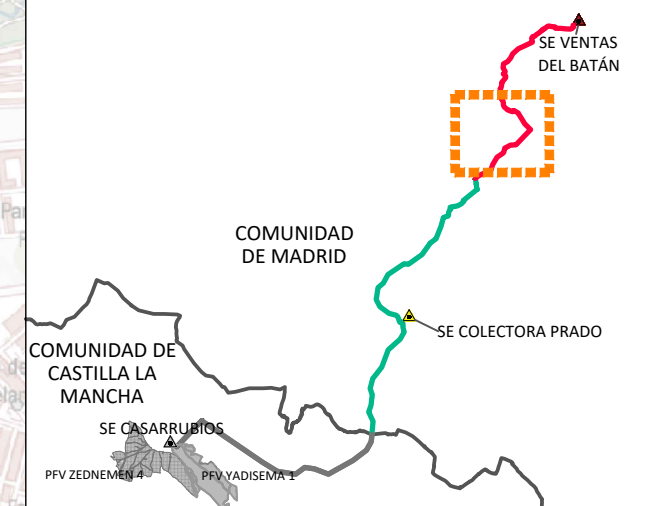 SE VENTAS
DEL BATÁN
COMUNIDAD
DE MADRID
SE COLECTORA PRADO
COMUNIDAD DE
CASTILLA LA
MANCHA
SE CASARRUBIOS
PFV ZEDNEMEN 4
PFV YADISEMA 1